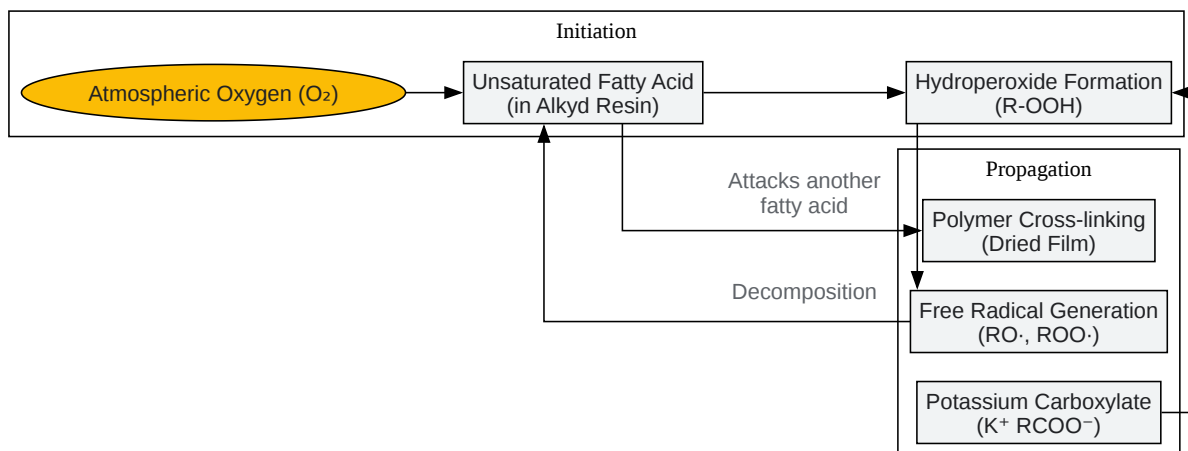 Initiation
Atmospheric Oxygen (O₂)
Unsaturated Fatty Acid
(in Alkyd Resin)
Hydroperoxide Formation
(R-OOH)
Propagation
Attacks another
fatty acid
Polymer Cross-linking
(Dried Film)
Decomposition
Free Radical Generation
(RO·, ROO·)
Potassium Carboxylate
(K⁺ RCOO⁻)